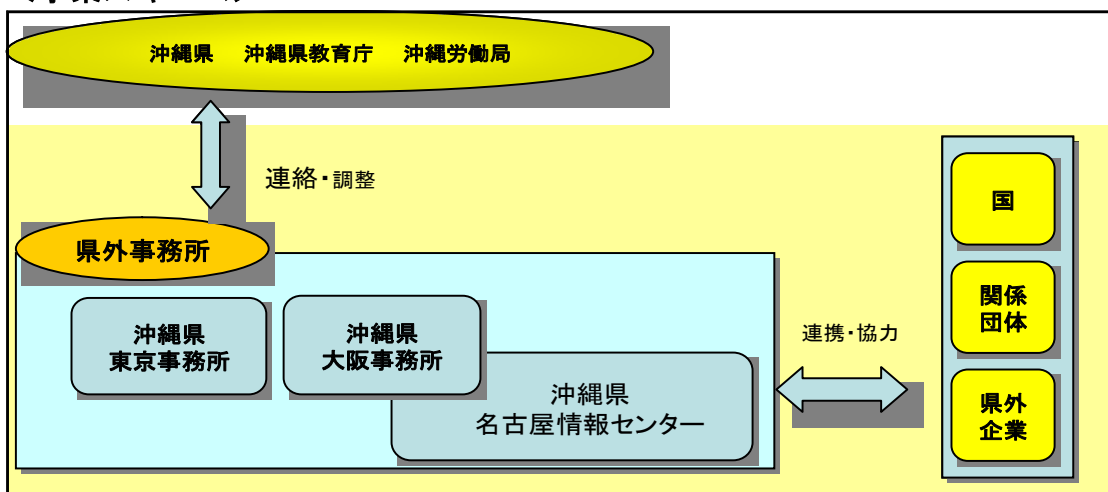 沖縄県 沖縄県教育庁 沖縄労働局
連絡・調整
県外事務所
沖縄県
東京事務所
沖縄県
大阪事務所
沖縄県
名古屋情報センター
連携・協力
国
関係
団体
県外
企業